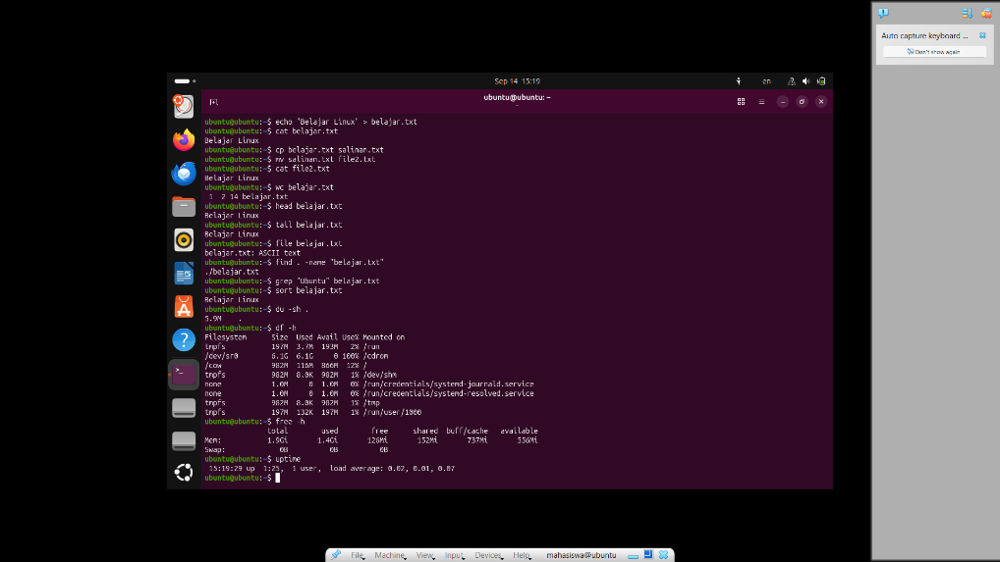 Auto capture keyboard ...
Don't show again
Sep 14 15:19
en
ubuntu@ubuntu: ~
ubuntu@ubuntu:~$ echo "Belajar Linux" > belajar.txt
ubuntu@ubuntu:~$ cat belajar.txt
Belajar Linux
ubuntu@ubuntu:~$ cp belajar.txt salinan.txt
ubuntu@ubuntu:~$ mv salinan.txt file2.txt
ubuntu@ubuntu:~$ cat file2.txt
Belajar Linux
ubuntu@ubuntu:~$ wc belajar.txt
1 2 14 belajar.txt
ubuntu@ubuntu:~$ head belajar.txt
Belajar Linux
ubuntu@ubuntu:~$ tail belajar.txt
Belajar Linux
ubuntu@ubuntu:~$ file belajar.txt
belajar.txt: ASCII text
ubuntu@ubuntu:~$ find . -name "belajar.txt"
./belajar.txt
ubuntu@ubuntu:~$ grep "Ubuntu" belajar.txt
ubuntu@ubuntu:~$ sort belajar.txt
Belajar Linux
ubuntu@ubuntu:~$ du -sh .
5.9M .
ubuntu@ubuntu:~$ df -h
Filesystem Size Used Avail Use% Mounted on
tmpfs 197M 3.7M 193M 2% /run
/dev/sr0 6.1G 6.1G 0 100% /cdrom
/cow 982M 116M 866M 12% /
tmpfs 982M 8.0K 982M 1% /dev/shm
none 1.0M 0 1.0M 0% /run/credentials/systemd-journald.service
none 1.0M 0 1.0M 0% /run/credentials/systemd-resolved.service
tmpfs 982M 8.0K 982M 1% /tmp
tmpfs 197M 132K 197M 1% /run/user/1000
ubuntu@ubuntu:~$ free -h
total used free shared buff/cache available
Mem: 1.9Gi 1.4Gi 126Mi 152Mi 737Mi 556Mi
Swap: 0B 0B 0B
ubuntu@ubuntu:~$ uptime
15:19:29 up 1:25, 1 user, load average: 0.02, 0.01, 0.07
ubuntu@ubuntu:~$
File Machine View Input Devices Help mahasiswa@ubuntu